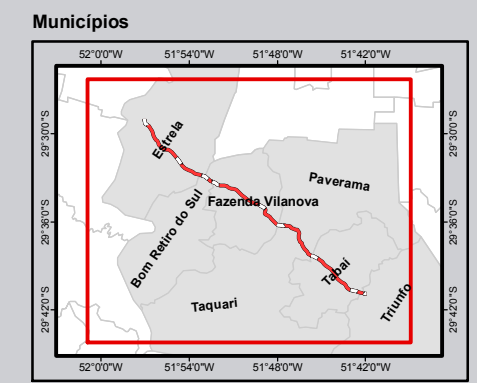 Municípios
52°0'0"W 51°54'0"W 51°48'0"W 51°42'0"W
29°30'0"S 29°30'0"S
Estrela
Paverama
Fazenda Vilanova
Bom Retiro do Sul
29°36'0"S 29°36'0"S
Tabaí
Taquari
Triunfo
29°42'0"S 29°42'0"S
52°0'0"W 51°54'0"W 51°48'0"W 51°42'0"W